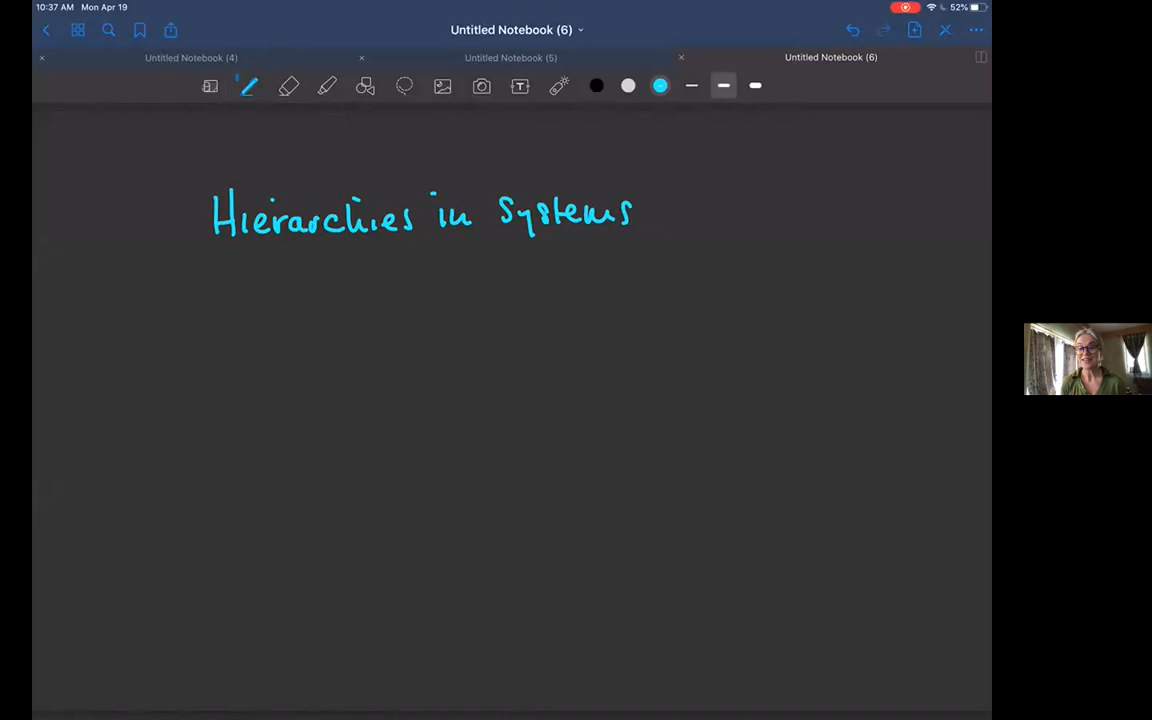 10:37 AM Mon Apr 19
52%
Untitled Notebook (6)
Untitled Notebook (4)
Untitled Notebook (5)
Untitled Notebook (6)
T
Hierarchies in Systems